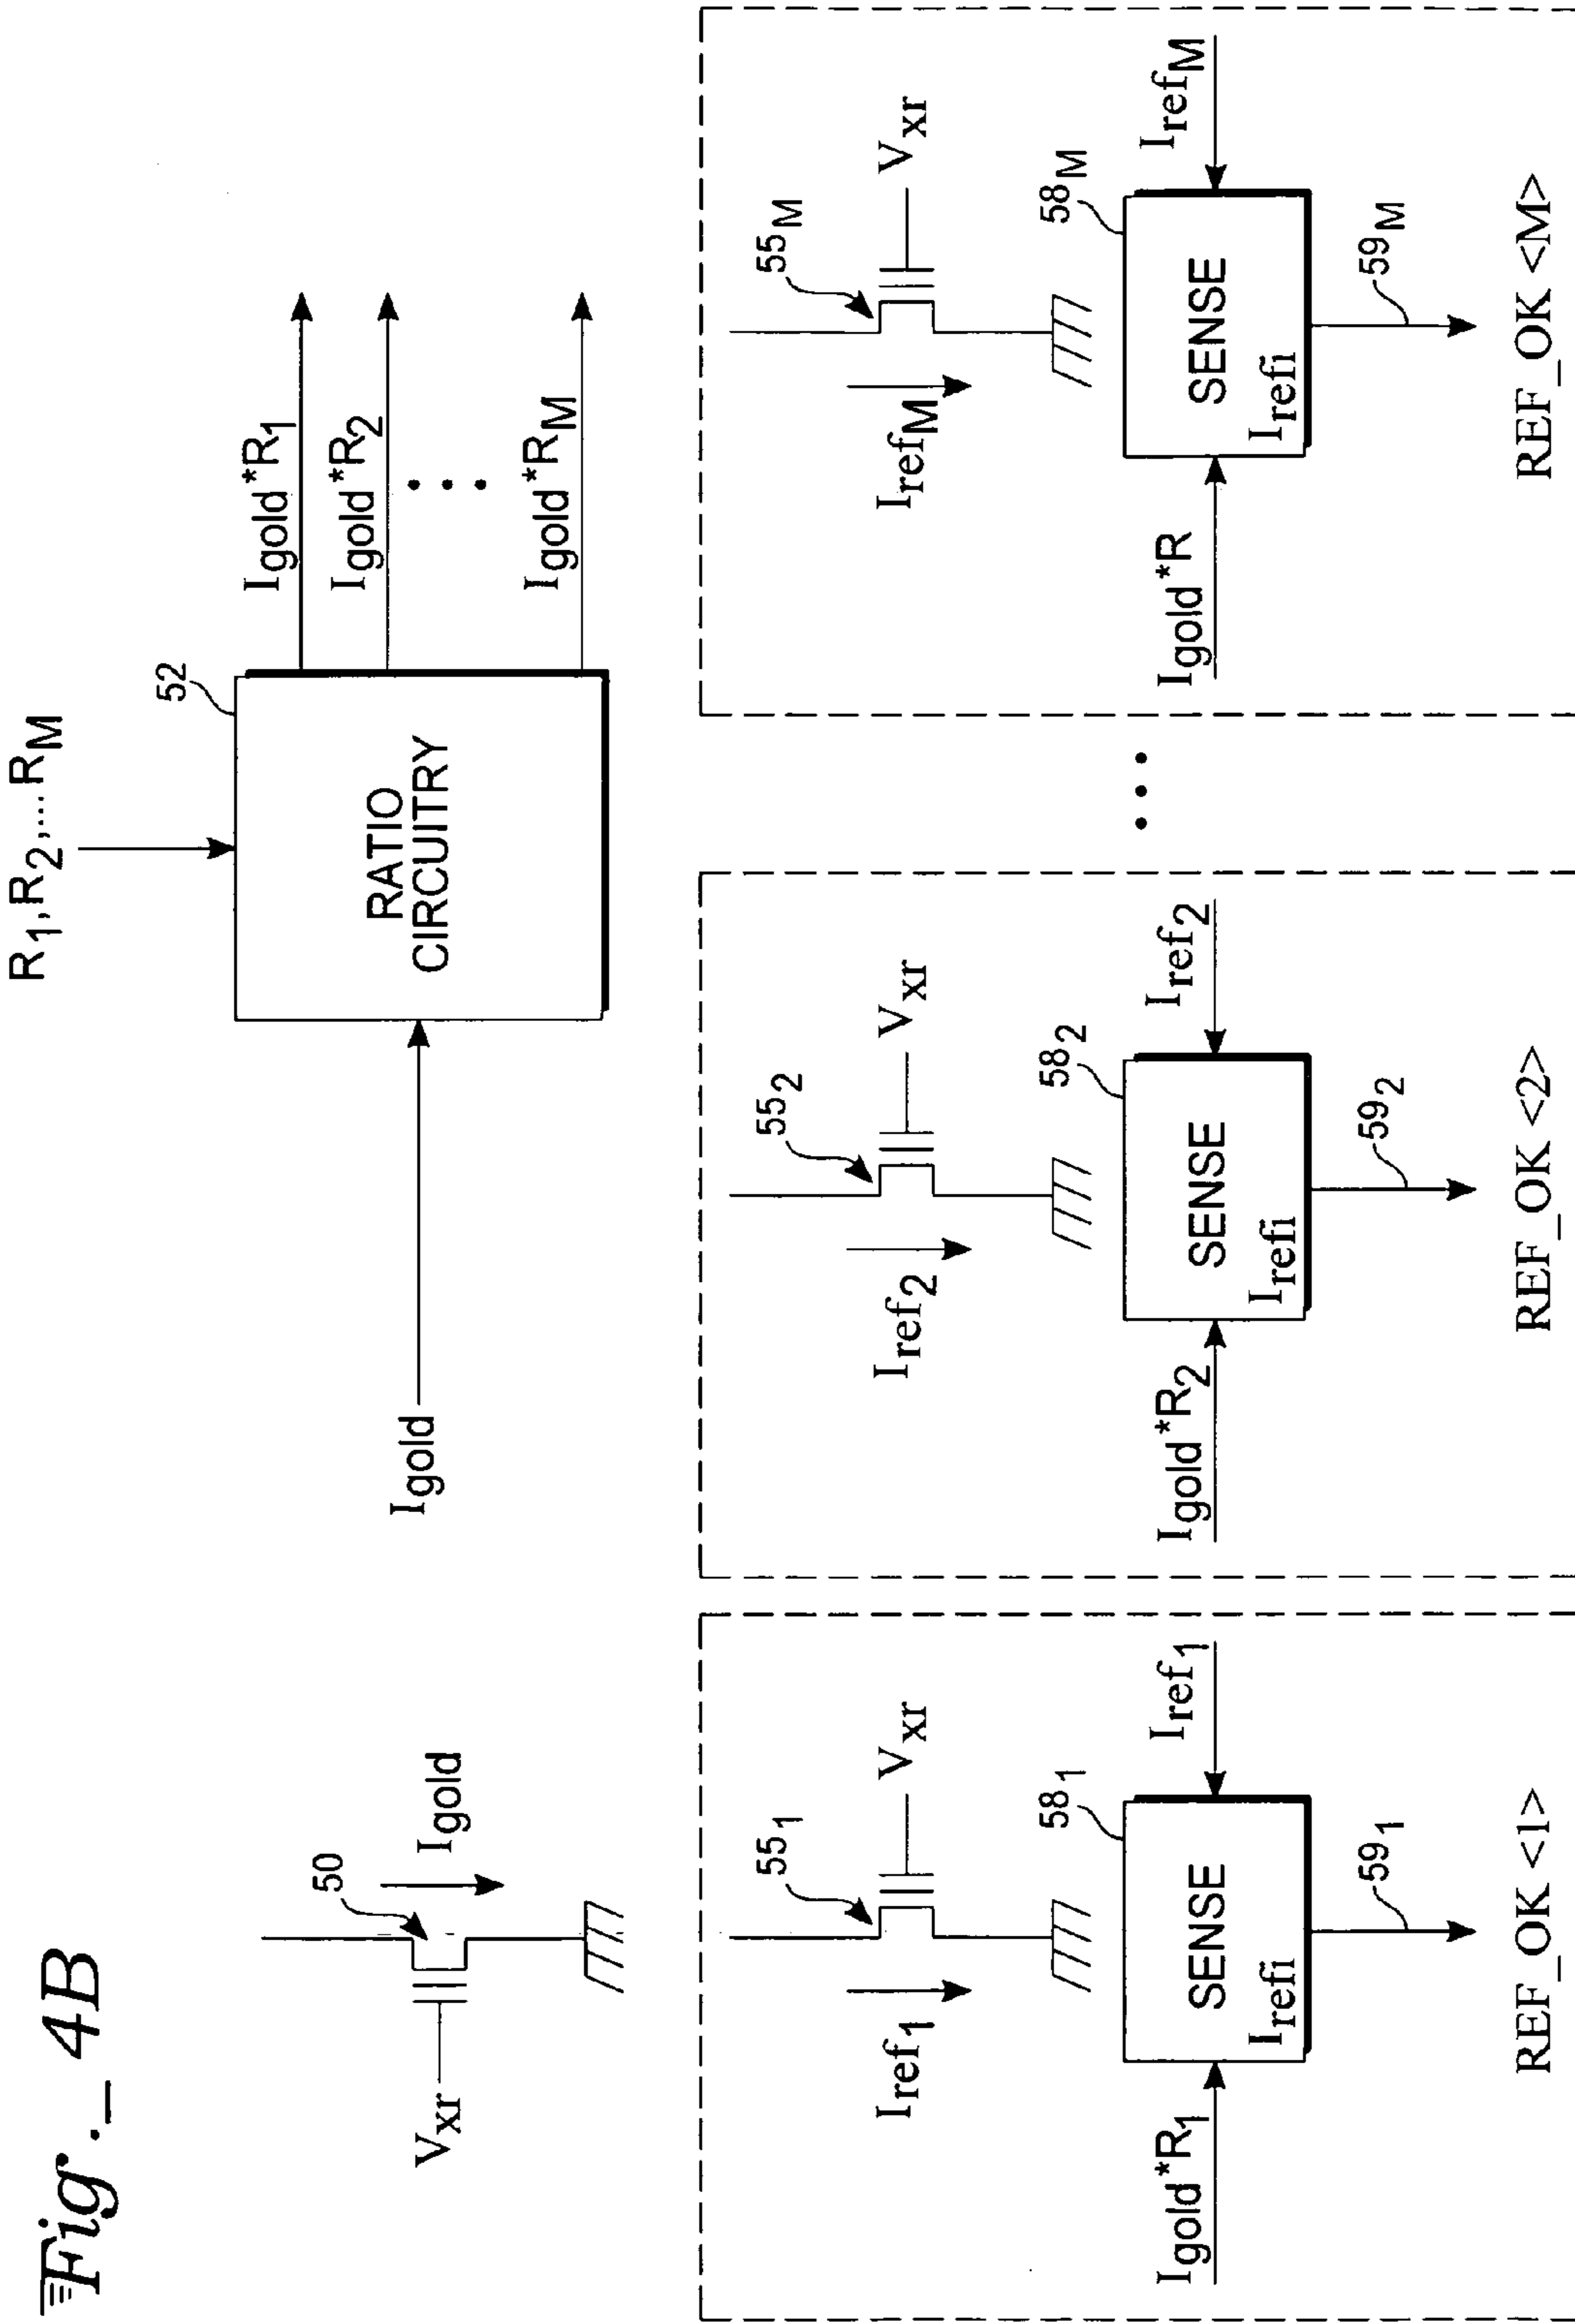 Fig._4B
Vxr
50
Igold
Igold
R1,R2,...RM
52
RATIO
CIRCUITRY
Igold*R1
Igold*R2
Igold*RM
Iref1
551
Vxr
581
Igold*R1
SENSE
Irefi
Iref1
591
REF_OK <1>
Iref2
552
Vxr
582
Igold*R2
SENSE
Irefi
Iref2
592
REF_OK <2>
IrefM
55M
Vxr
58M
Igold*R
SENSE
Irefi
IrefM
59M
REF_OK <M>